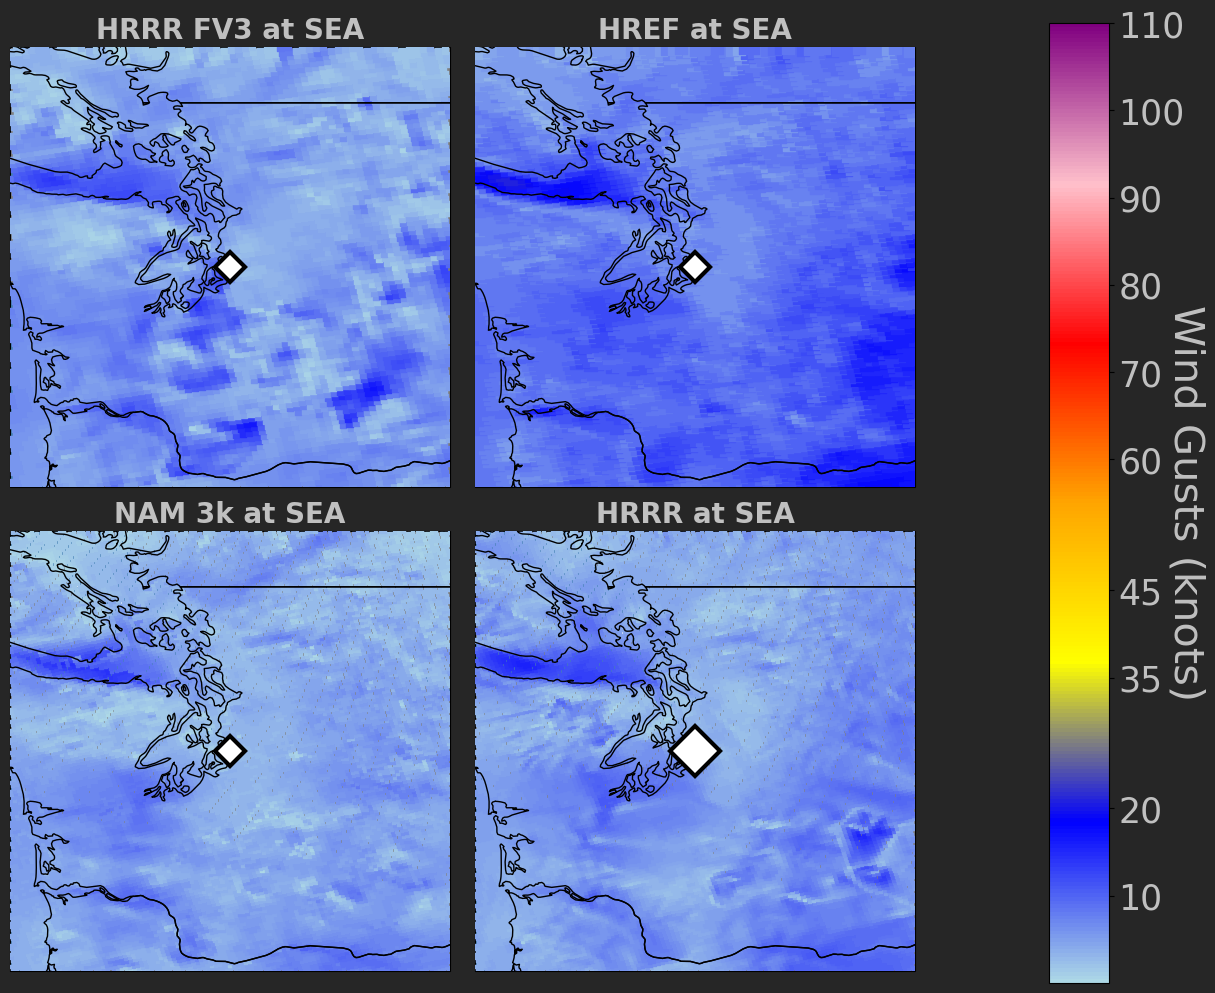 HRRR FV3 at SEA
HREF at SEA
NAM 3k at SEA
HRRR at SEA
110
100
90
80
70
60
45
35
20
10
Wind Gusts (knots)